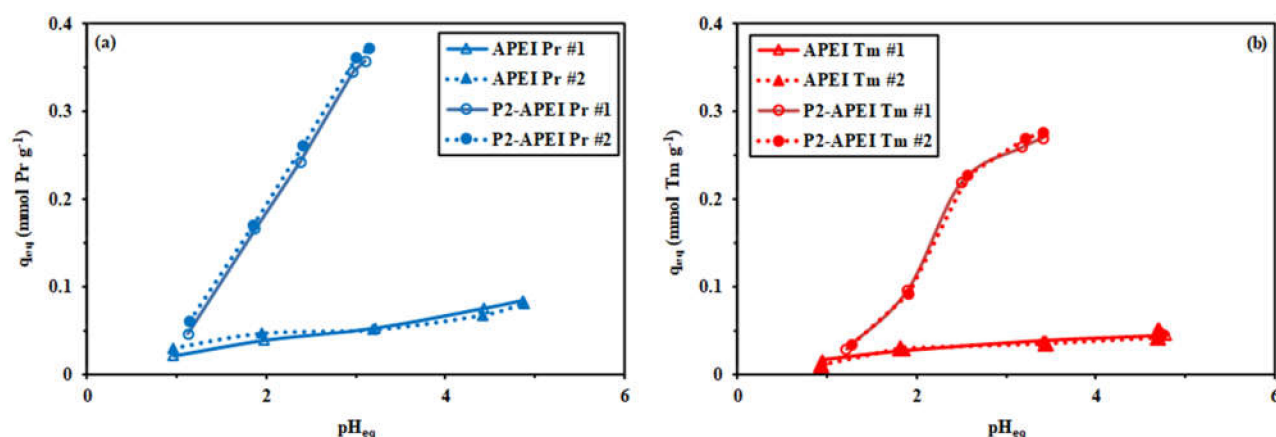 (a)
0.4
0.3
0.2
0.1
0
0
2
4
6
q_eq (mmol Pr g⁻¹)
pH_eq
APEI Pr #1
APEI Pr #2
P2-APEI Pr #1
P2-APEI Pr #2
(b)
0.4
0.3
0.2
0.1
0
0
2
4
6
q_eq (mmol Tm g⁻¹)
pH_eq
APEI Tm #1
APEI Tm #2
P2-APEI Tm #1
P2-APEI Tm #2